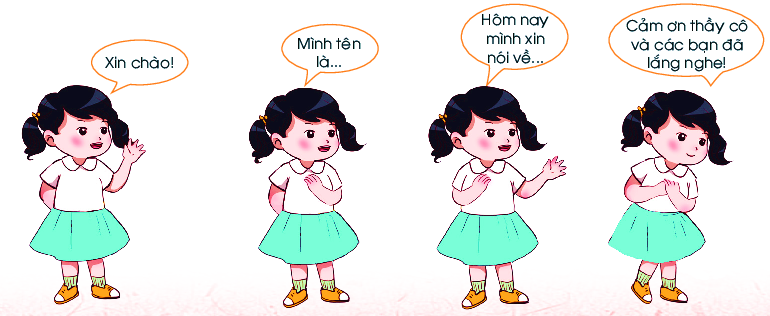 Xin chào!
Mình tên
là...
Hôm nay
mình xin
nói về...
Cảm ơn thầy cô
và các bạn đã
lắng nghe!